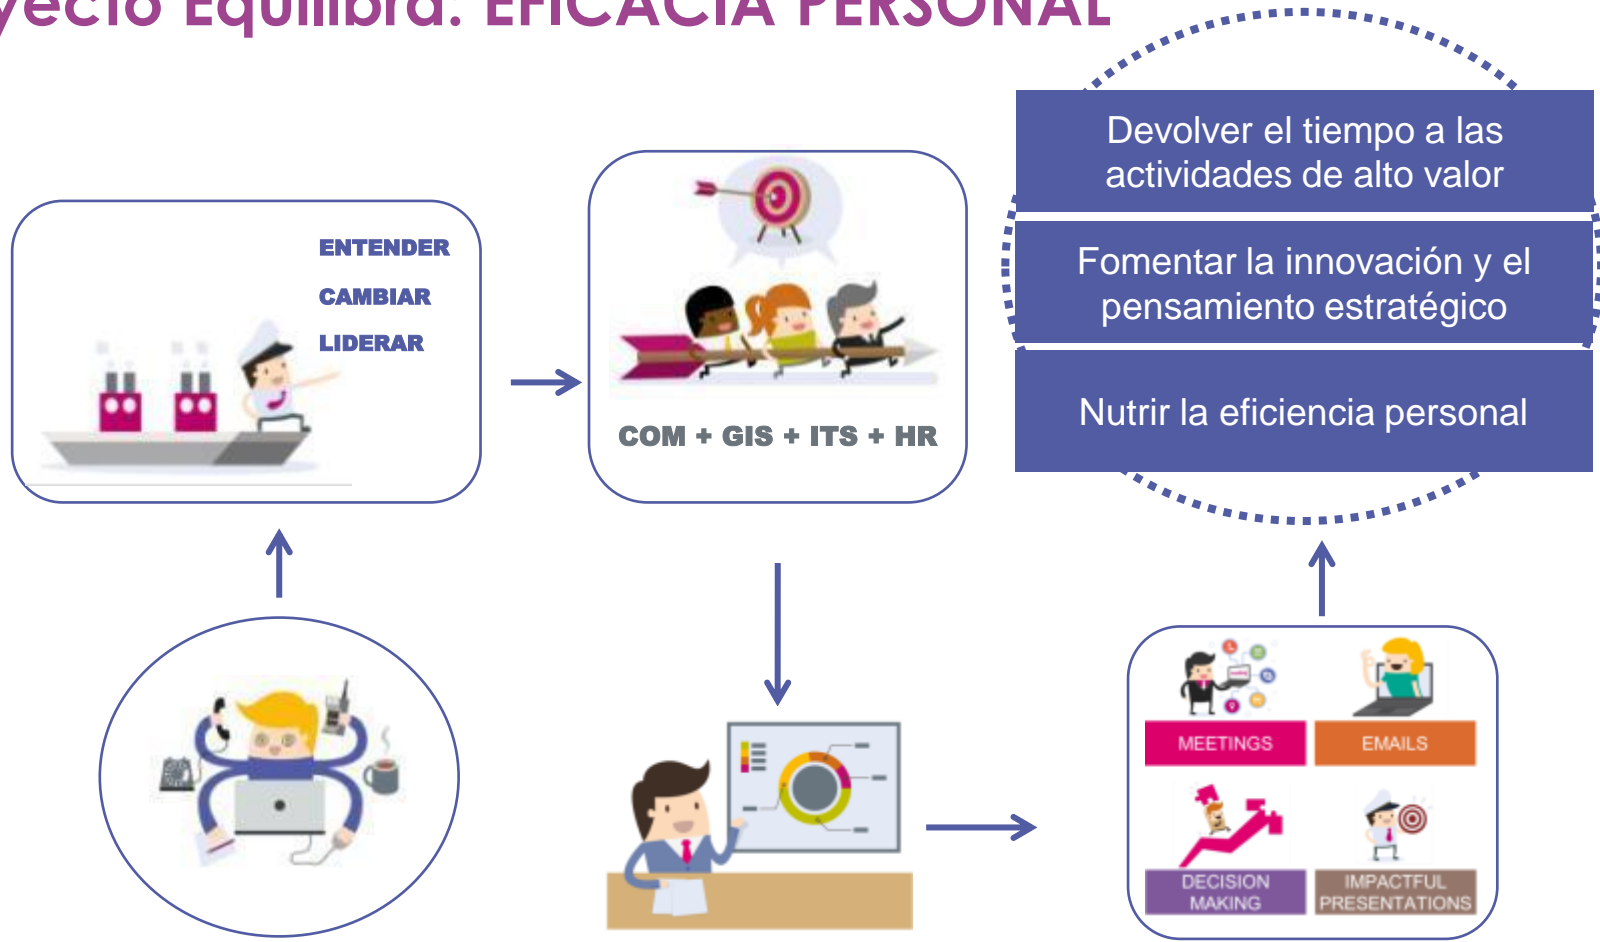 yecto Equilibra: EFICACIA PERSONAL
ENTENDER
CAMBIAR
LIDERAR
COM + GIS + ITS + HR
Devolver el tiempo a las
actividades de alto valor
Fomentar la innovación y el
pensamiento estratégico
Nutrir la eficiencia personal
MEETINGS
EMAILS
DECISION
MAKING
IMPACTFUL
PRESENTATIONS